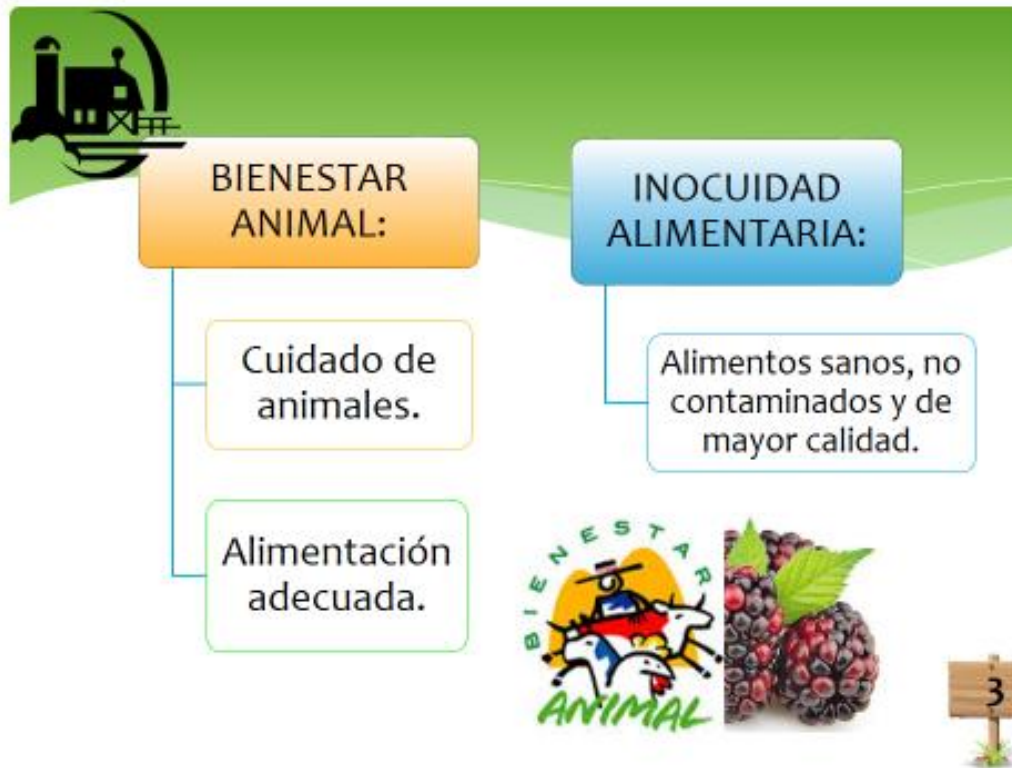 BIENESTAR
ANIMAL:
Cuidado de
animales.
Alimentación
adecuada.
INOCUIDAD
ALIMENTARIA:
Alimentos sanos, no
contaminados y de
mayor calidad.
BIENESTAR
ANIMAL
3